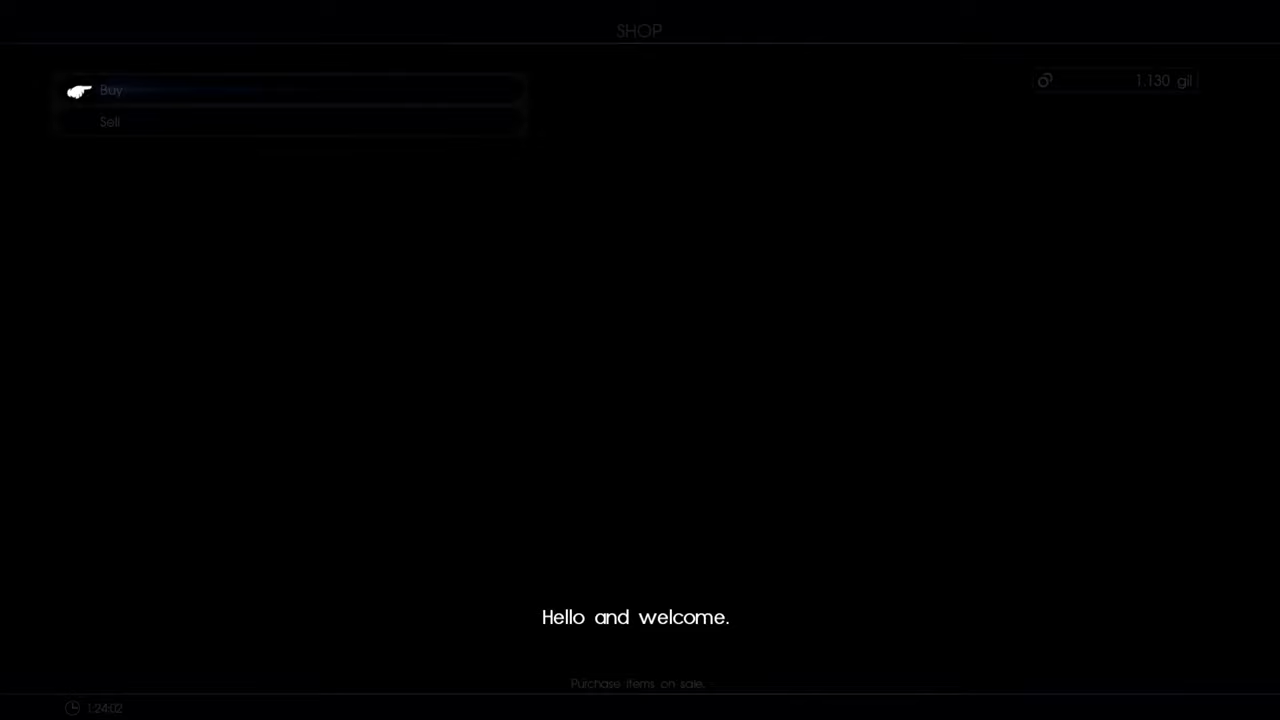 SHOP
Buy
1,130 gil
Sell
Hello and welcome.
Purchase items on sale.
1:24:02